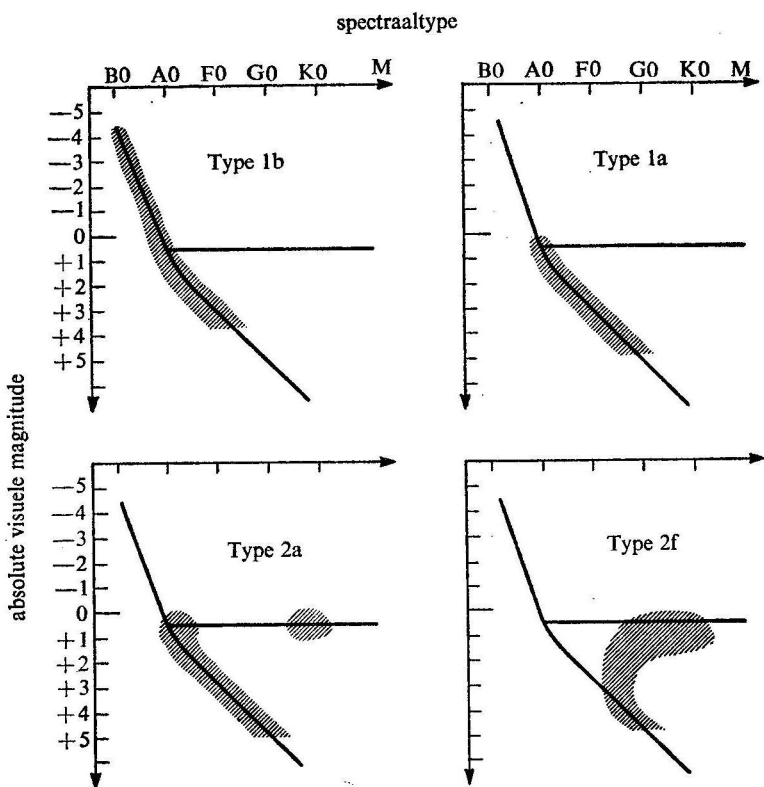 spectraaltype
B0 A0 F0 G0 K0 M
B0 A0 F0 G0 K0 M
Type 1b
Type 1a
—5
—4
—3
—2
—1
0
+1
+2
+3
+4
+5
absolute visuele magnitude
Type 2a
Type 2f
—5
—4
—3
—2
—1
0
+1
+2
+3
+4
+5